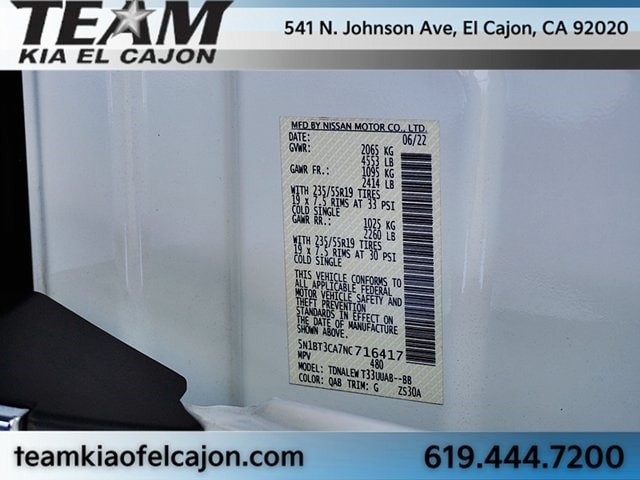 TEAM
KIA EL CAJON
541 N. Johnson Ave, El Cajon, CA 92020
MFD BY NISSAN MOTOR CO., LTD.
DATE: 06/22
GVWR: 2065 KG
4553 LB
GAWR FR.: 1095 KG
2414 LB
WITH 235/55R19 TIRES
19 x 7.5 RIMS AT 33 PSI
COLD SINGLE
GAWR RR.: 1025 KG
2260 LB
WITH 235/55R19 TIRES
19 x 7.5 RIMS AT 30 PSI
COLD SINGLE
THIS VEHICLE CONFORMS TO
ALL APPLICABLE FEDERAL
MOTOR VEHICLE SAFETY AND
THEFT PREVENTION
STANDARDS IN EFFECT ON
THE DATE OF MANUFACTURE
SHOWN ABOVE.
5N1BT3CA7NC716417
MPV 480
MODEL: TDNALEW T33UUAB--BB
COLOR: QAB TRIM: G ZS30A
teamkiaofelcajon.com
619.444.7200